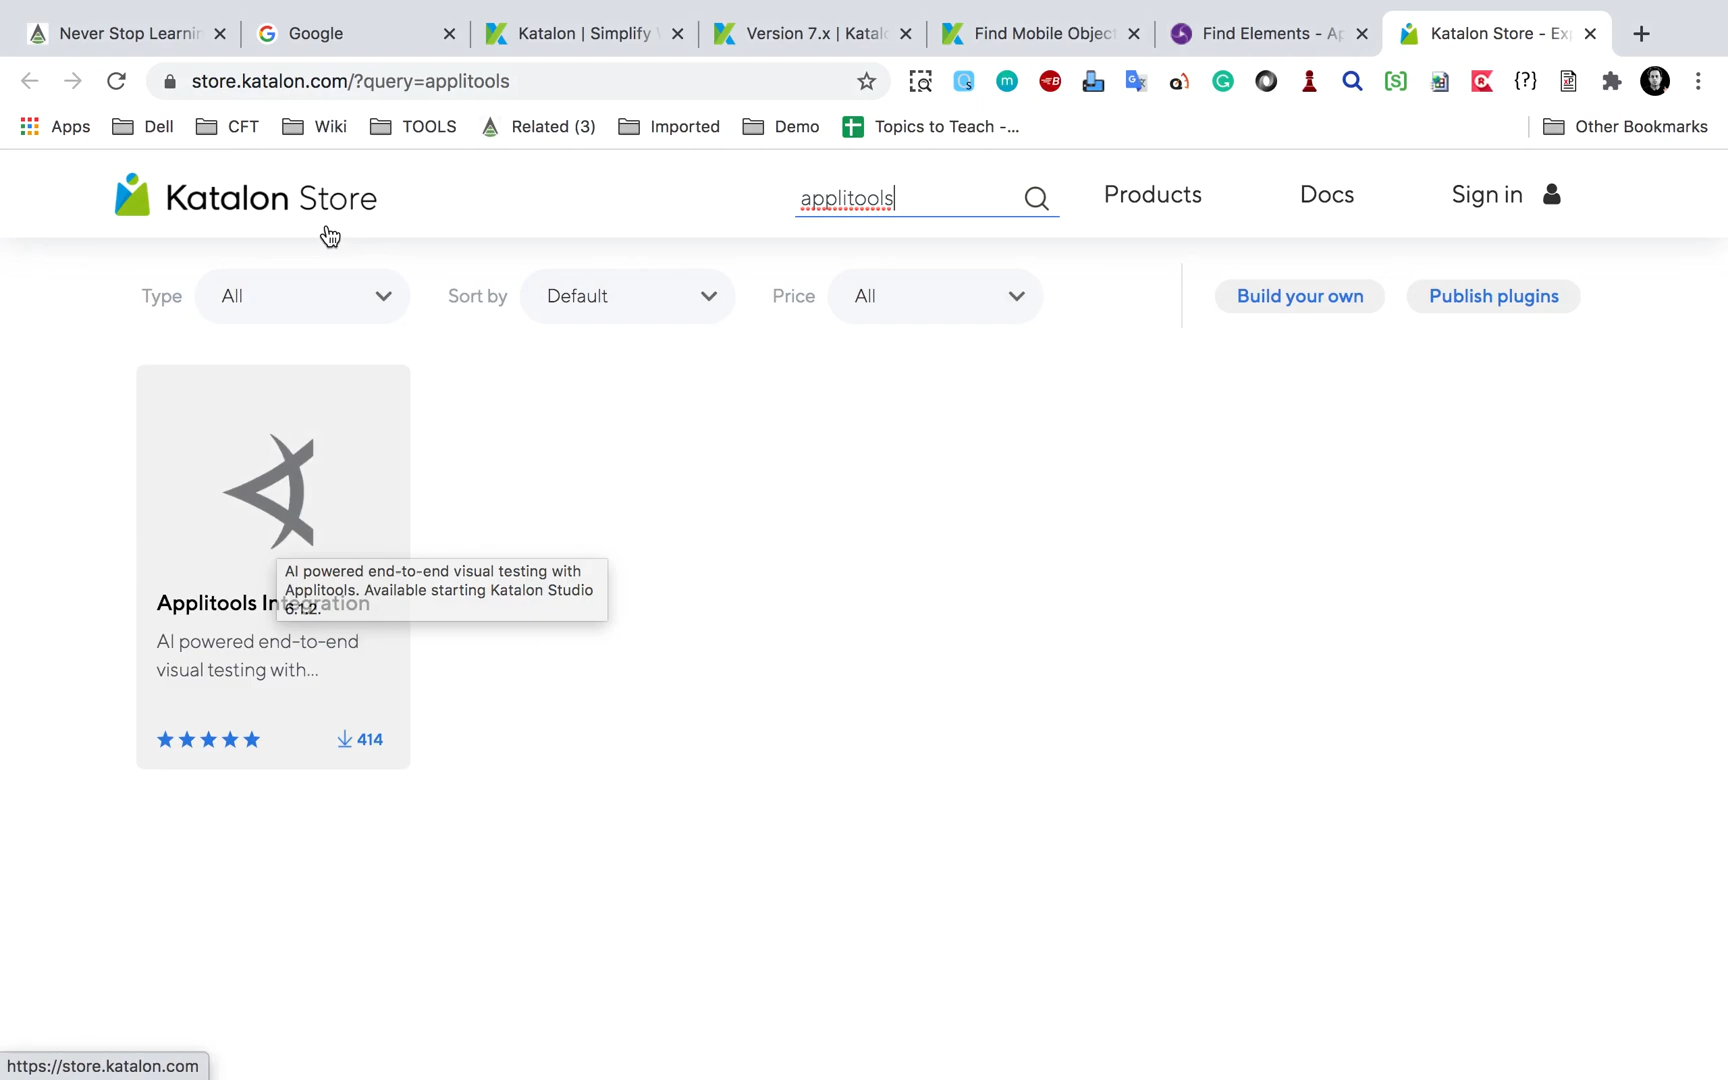 Never Stop Learnin
Google
Katalon | Simplify
Version 7.x | Katal
Find Mobile Object
Find Elements - Ap
Katalon Store - Exp
store.katalon.com/?query=applitools
Apps
Dell
CFT
Wiki
TOOLS
Related (3)
Imported
Demo
Topics to Teach -...
Other Bookmarks
Katalon Store
applitools
Products
Docs
Sign in
Type
All
Sort by
Default
Price
All
Build your own
Publish plugins
AI powered end-to-end visual testing with
Applitools. Available starting Katalon Studio
6.1.2.
Applitools Integration
AI powered end-to-end
visual testing with...
414
https://store.katalon.com